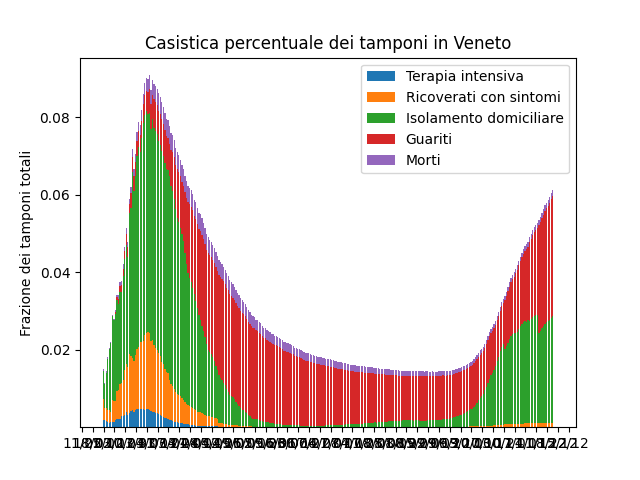 Casistica percentuale dei tamponi in Veneto
Terapia intensiva
Ricoverati con sintomi
Isolamento domiciliare
Guariti
Morti
Frazione dei tamponi totali
0.08
0.06
0.04
0.02